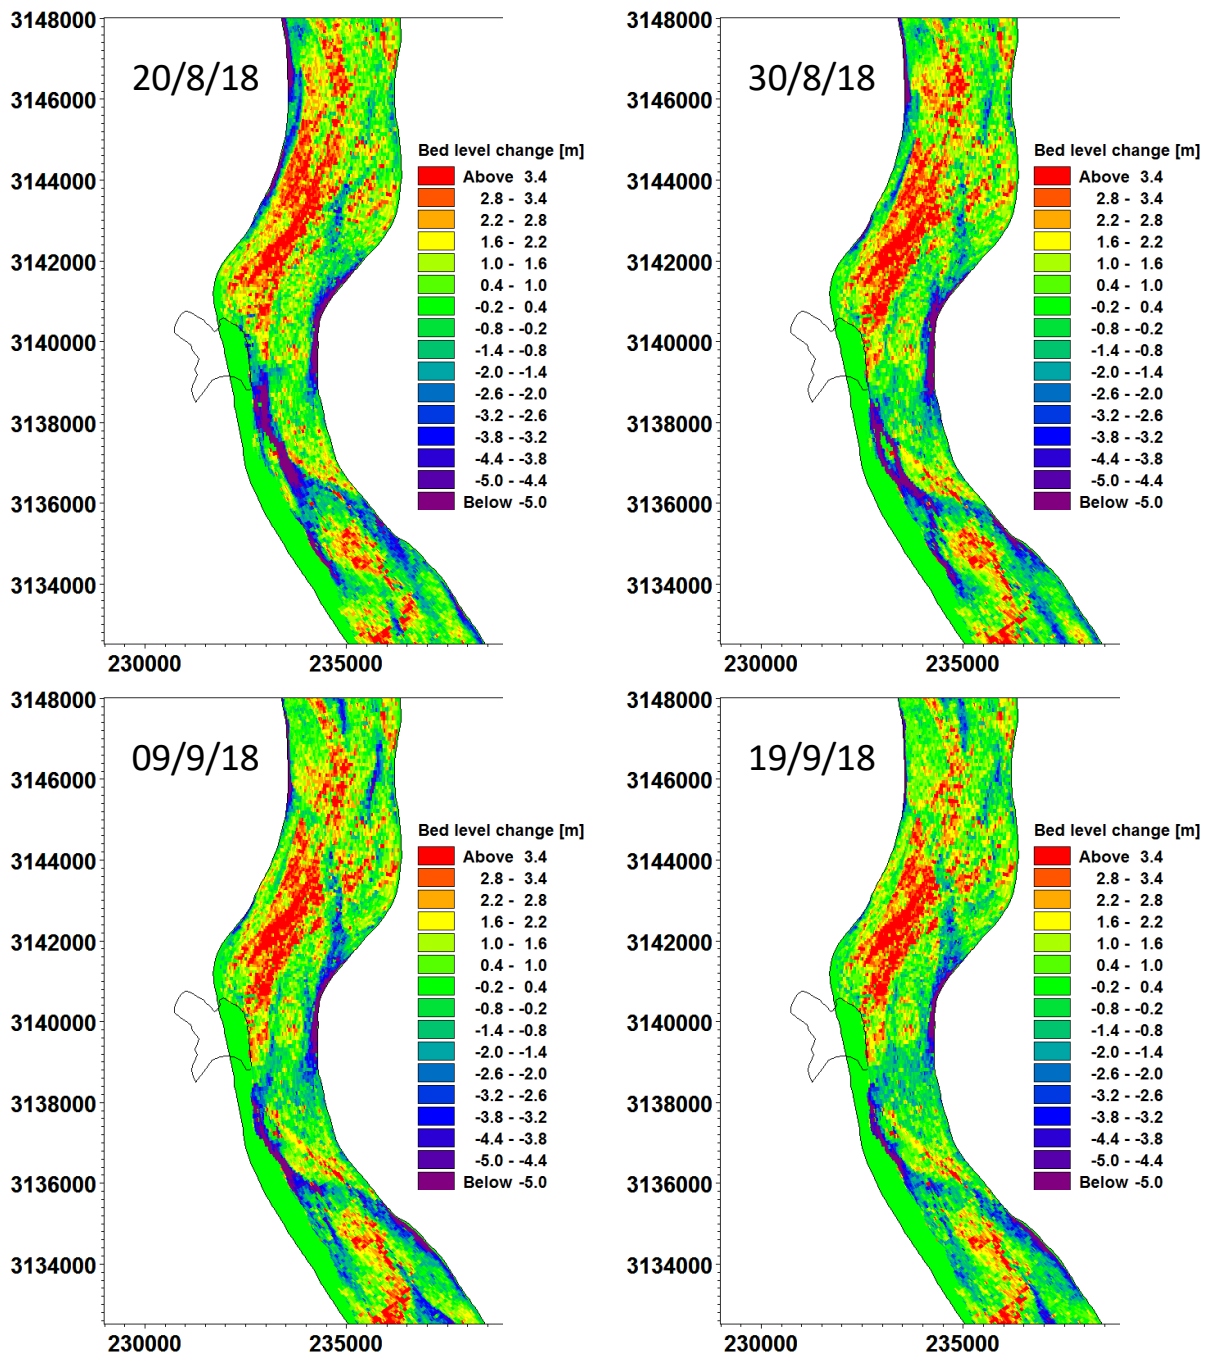 3148000
3146000
3144000
3142000
3140000
3138000
3136000
3134000
20/8/18
Bed level change [m]
Above 3.4
2.8 - 3.4
2.2 - 2.8
1.6 - 2.2
1.0 - 1.6
0.4 - 1.0
-0.2 - 0.4
-0.8 - -0.2
-1.4 - -0.8
-2.0 - -1.4
-2.6 - -2.0
-3.2 - -2.6
-3.8 - -3.2
-4.4 - -3.8
-5.0 - -4.4
Below -5.0
230000 235000
3148000
3146000
3144000
3142000
3140000
3138000
3136000
3134000
30/8/18
Bed level change [m]
Above 3.4
2.8 - 3.4
2.2 - 2.8
1.6 - 2.2
1.0 - 1.6
0.4 - 1.0
-0.2 - 0.4
-0.8 - -0.2
-1.4 - -0.8
-2.0 - -1.4
-2.6 - -2.0
-3.2 - -2.6
-3.8 - -3.2
-4.4 - -3.8
-5.0 - -4.4
Below -5.0
230000 235000
3148000
3146000
3144000
3142000
3140000
3138000
3136000
3134000
09/9/18
Bed level change [m]
Above 3.4
2.8 - 3.4
2.2 - 2.8
1.6 - 2.2
1.0 - 1.6
0.4 - 1.0
-0.2 - 0.4
-0.8 - -0.2
-1.4 - -0.8
-2.0 - -1.4
-2.6 - -2.0
-3.2 - -2.6
-3.8 - -3.2
-4.4 - -3.8
-5.0 - -4.4
Below -5.0
230000 235000
3148000
3146000
3144000
3142000
3140000
3138000
3136000
3134000
19/9/18
Bed level change [m]
Above 3.4
2.8 - 3.4
2.2 - 2.8
1.6 - 2.2
1.0 - 1.6
0.4 - 1.0
-0.2 - 0.4
-0.8 - -0.2
-1.4 - -0.8
-2.0 - -1.4
-2.6 - -2.0
-3.2 - -2.6
-3.8 - -3.2
-4.4 - -3.8
-5.0 - -4.4
Below -5.0
230000 235000